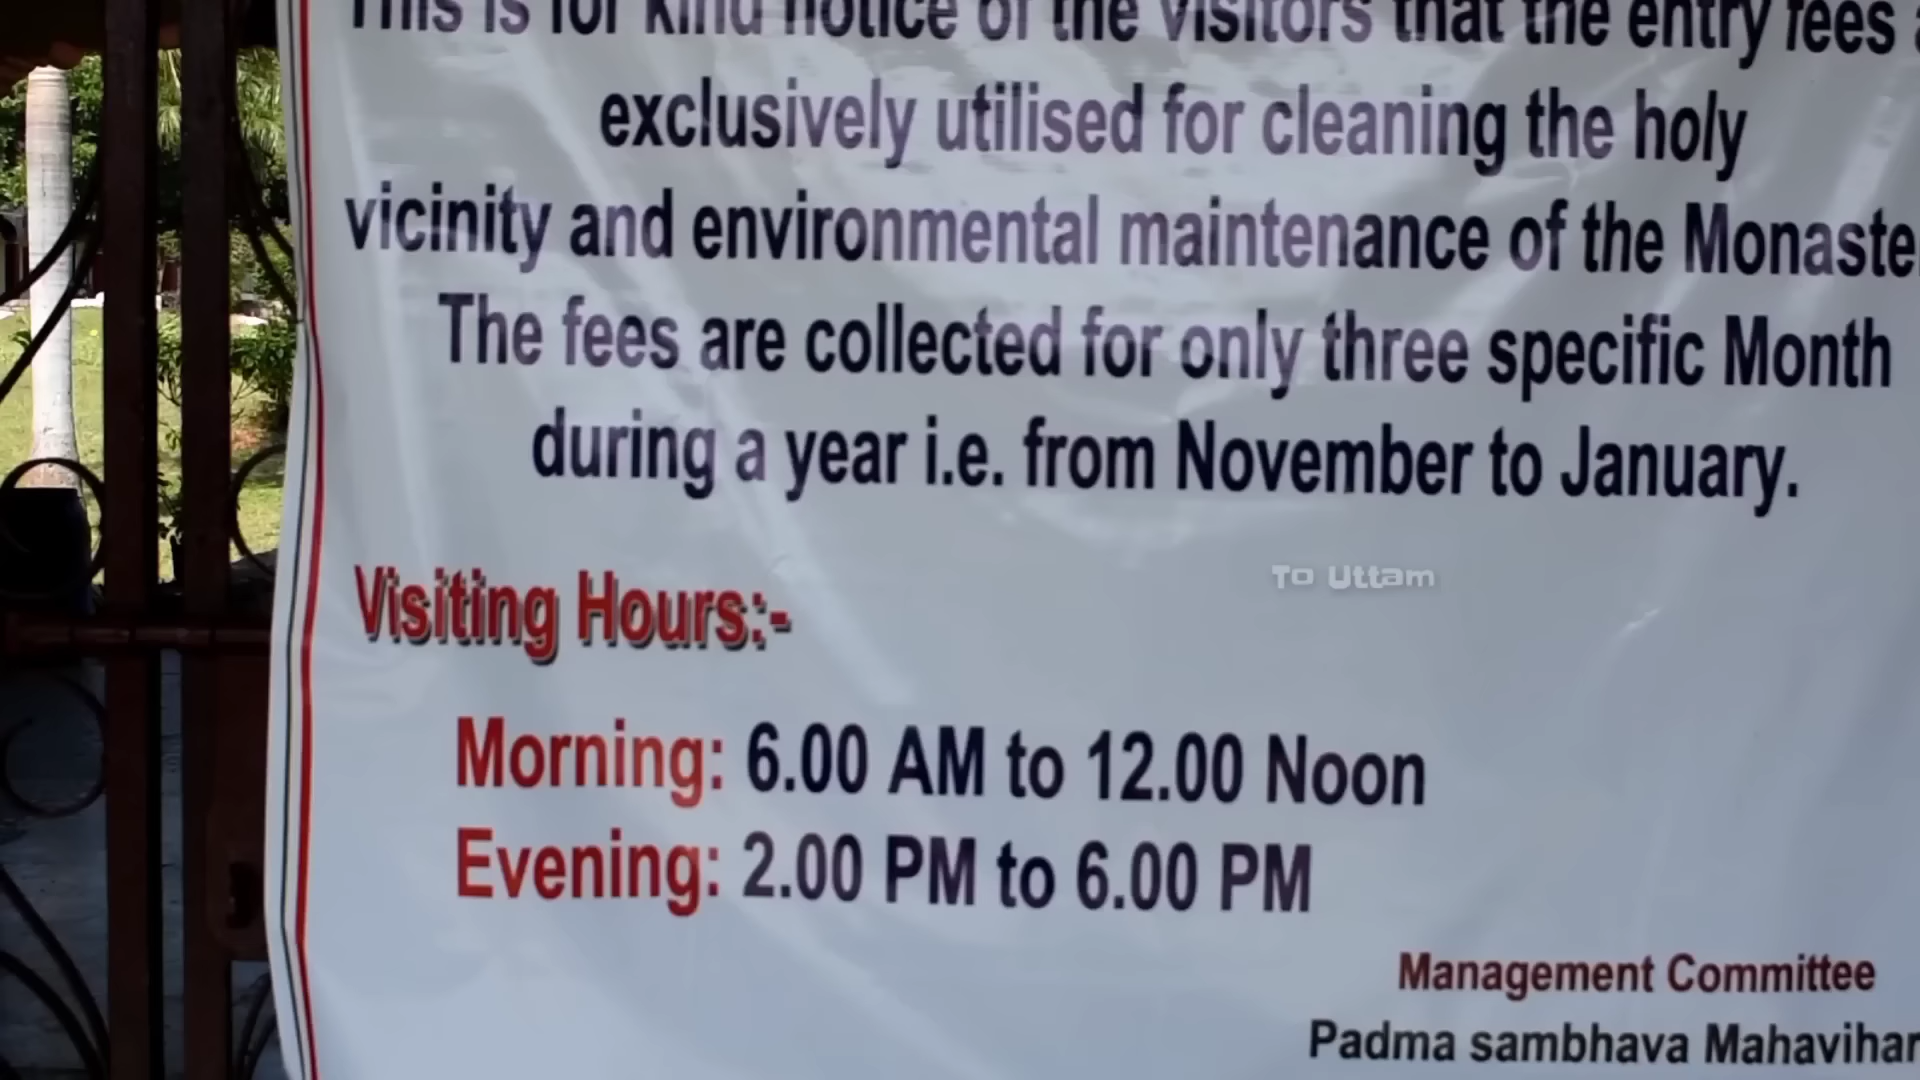 This is for kind notice of the visitors that the entry fees
exclusively utilised for cleaning the holy
vicinity and environmental maintenance of the Monaste
The fees are collected for only three specific Month
during a year i.e. from November to January.
To Uttam
Visiting Hours:-
Morning: 6.00 AM to 12.00 Noon
Evening: 2.00 PM to 6.00 PM
Management Committee
Padma sambhava Mahavihar